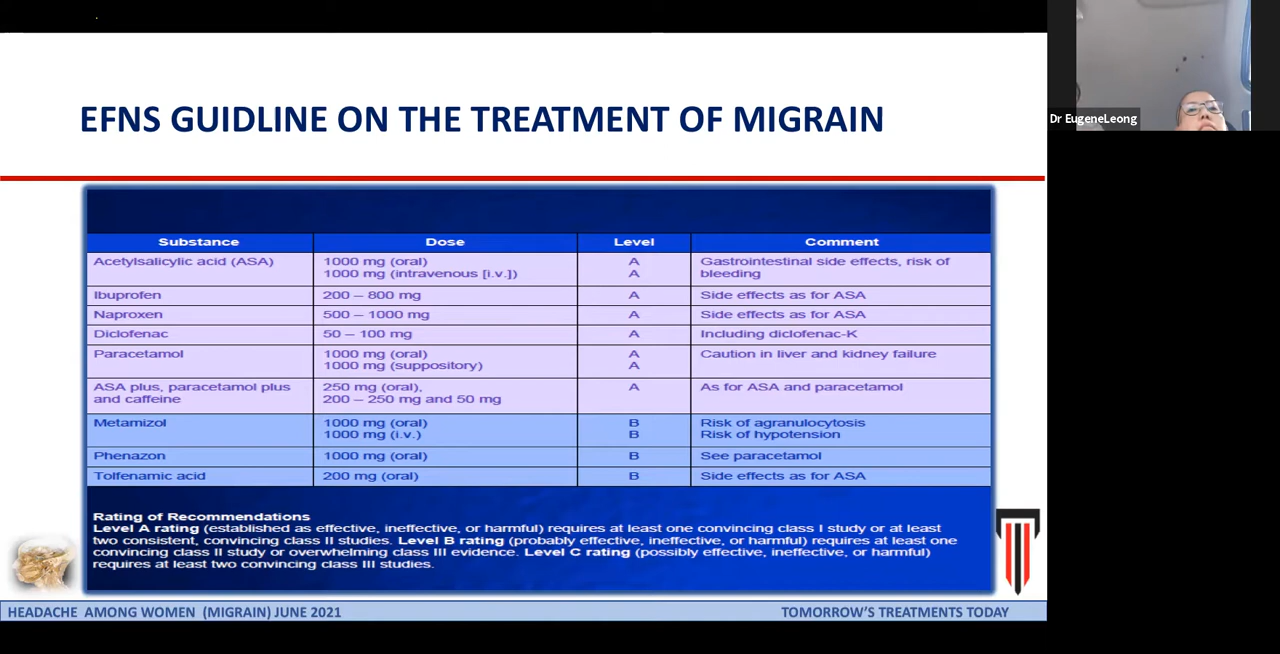 EFNS GUIDLINE ON THE TREATMENT OF MIGRAIN
Dr EugeneLeong
Substance Dose Level Comment
Acetylsalicylic acid (ASA) 1000 mg (oral) A Gastrointestinal side effects, risk of
1000 mg (intravenous [i.v.]) A bleeding
Ibuprofen 200 – 800 mg A Side effects as for ASA
Naproxen 500 – 1000 mg A Side effects as for ASA
Diclofenac 50 – 100 mg A Including diclofenac-K
Paracetamol 1000 mg (oral) A Caution in liver and kidney failure
1000 mg (suppository) A
ASA plus, paracetamol plus 250 mg (oral), A As for ASA and paracetamol
and caffeine 200 – 250 mg and 50 mg
Metamizol 1000 mg (oral) B Risk of agranulocytosis
1000 mg (i.v.) B Risk of hypotension
Phenazon 1000 mg (oral) B See paracetamol
Tolfenamic acid 200 mg (oral) B Side effects as for ASA
Rating of Recommendations
Level A rating (established as effective, ineffective, or harmful) requires at least one convincing class I study or at least
two consistent, convincing class II studies. Level B rating (probably effective, ineffective, or harmful) requires at least one
convincing class II study or overwhelming class III evidence. Level C rating (possibly effective, ineffective, or harmful)
requires at least two convincing class III studies.
HEADACHE AMONG WOMEN (MIGRAIN) JUNE 2021 TOMORROW'S TREATMENTS TODAY